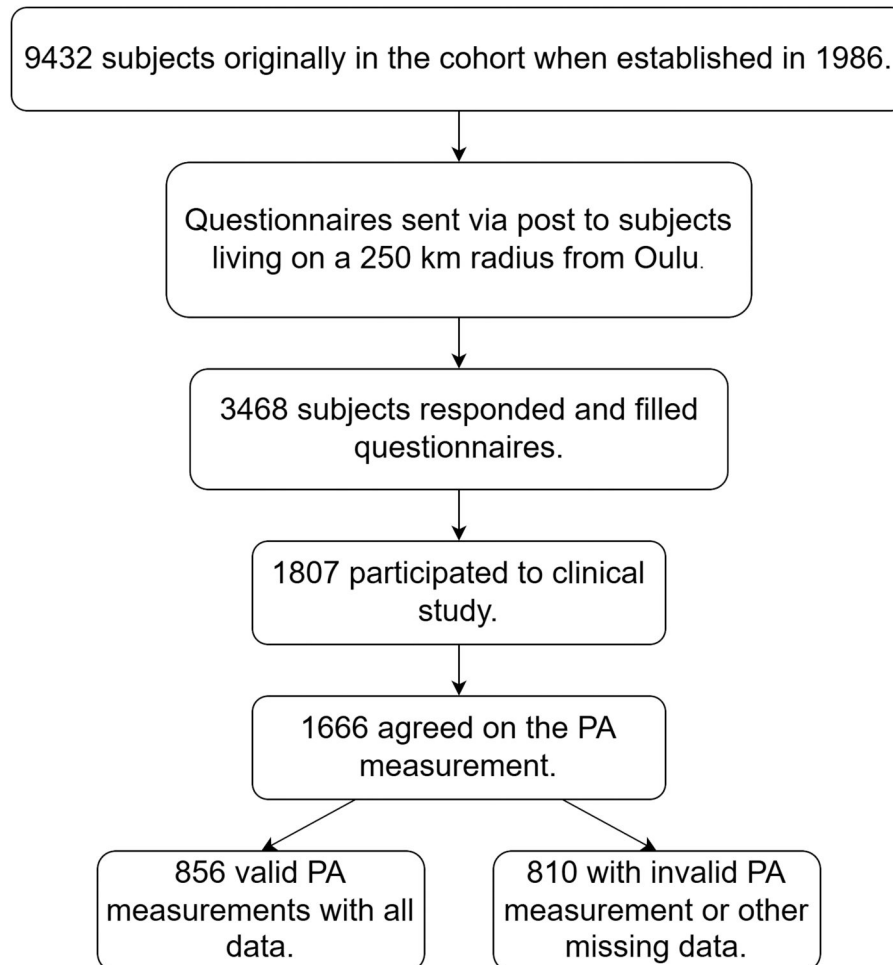 9432 subjects originally in the cohort when established in 1986.
Questionnaires sent via post to subjects
living on a 250 km radius from Oulu.
3468 subjects responded and filled
questionnaires.
1807 participated to clinical
study.
1666 agreed on the PA
measurement.
856 valid PA
measurements with all
data.
810 with invalid PA
measurement or other
missing data.